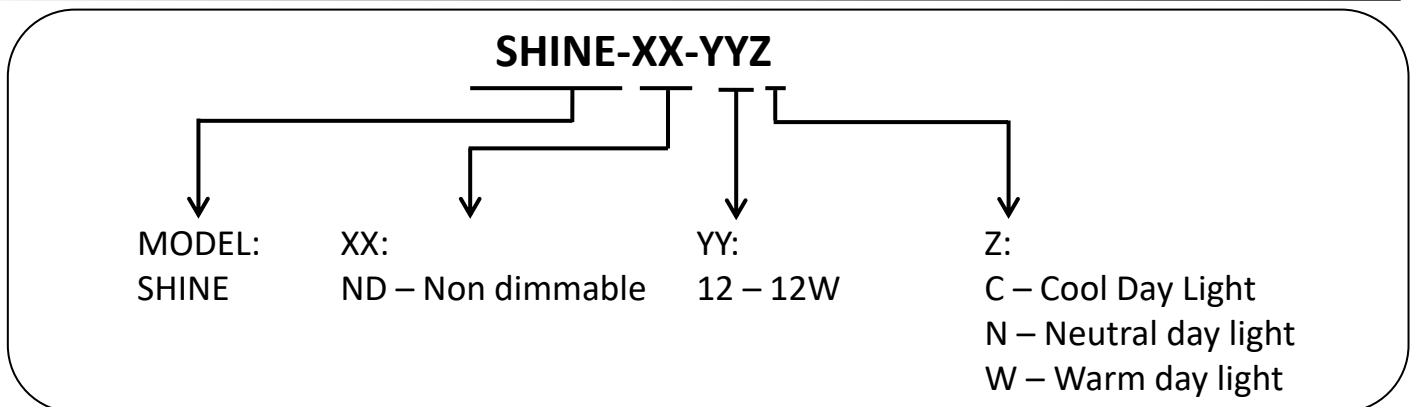 SHINE-XX-YYZ
MODEL:
SHINE
XX:
ND – Non dimmable
YY:
12 – 12W
Z:
C – Cool Day Light
N – Neutral day light
W – Warm day light